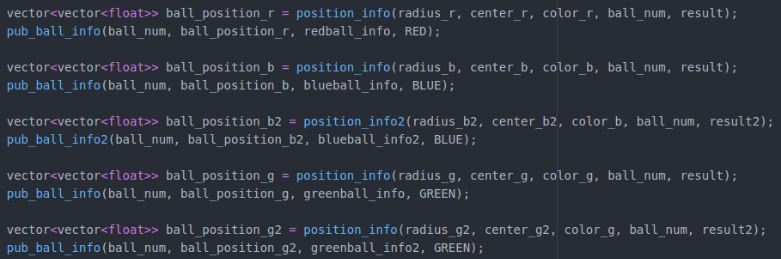 vector<vector<float>> ball_position_r = position_info(radius_r, center_r, color_r, ball_num, result);
pub_ball_info(ball_num, ball_position_r, redball_info, RED);
vector<vector<float>> ball_position_b = position_info(radius_b, center_b, color_b, ball_num, result);
pub_ball_info(ball_num, ball_position_b, blueball_info, BLUE);
vector<vector<float>> ball_position_b2 = position_info2(radius_b2, center_b2, color_b, ball_num, result2);
pub_ball_info2(ball_num, ball_position_b2, blueball_info2, BLUE);
vector<vector<float>> ball_position_g = position_info(radius_g, center_g, color_g, ball_num, result);
pub_ball_info(ball_num, ball_position_g, greenball_info, GREEN);
vector<vector<float>> ball_position_g2 = position_info(radius_g2, center_g2, color_g, ball_num, result2);
pub_ball_info(ball_num, ball_position_g2, greenball_info2, GREEN);